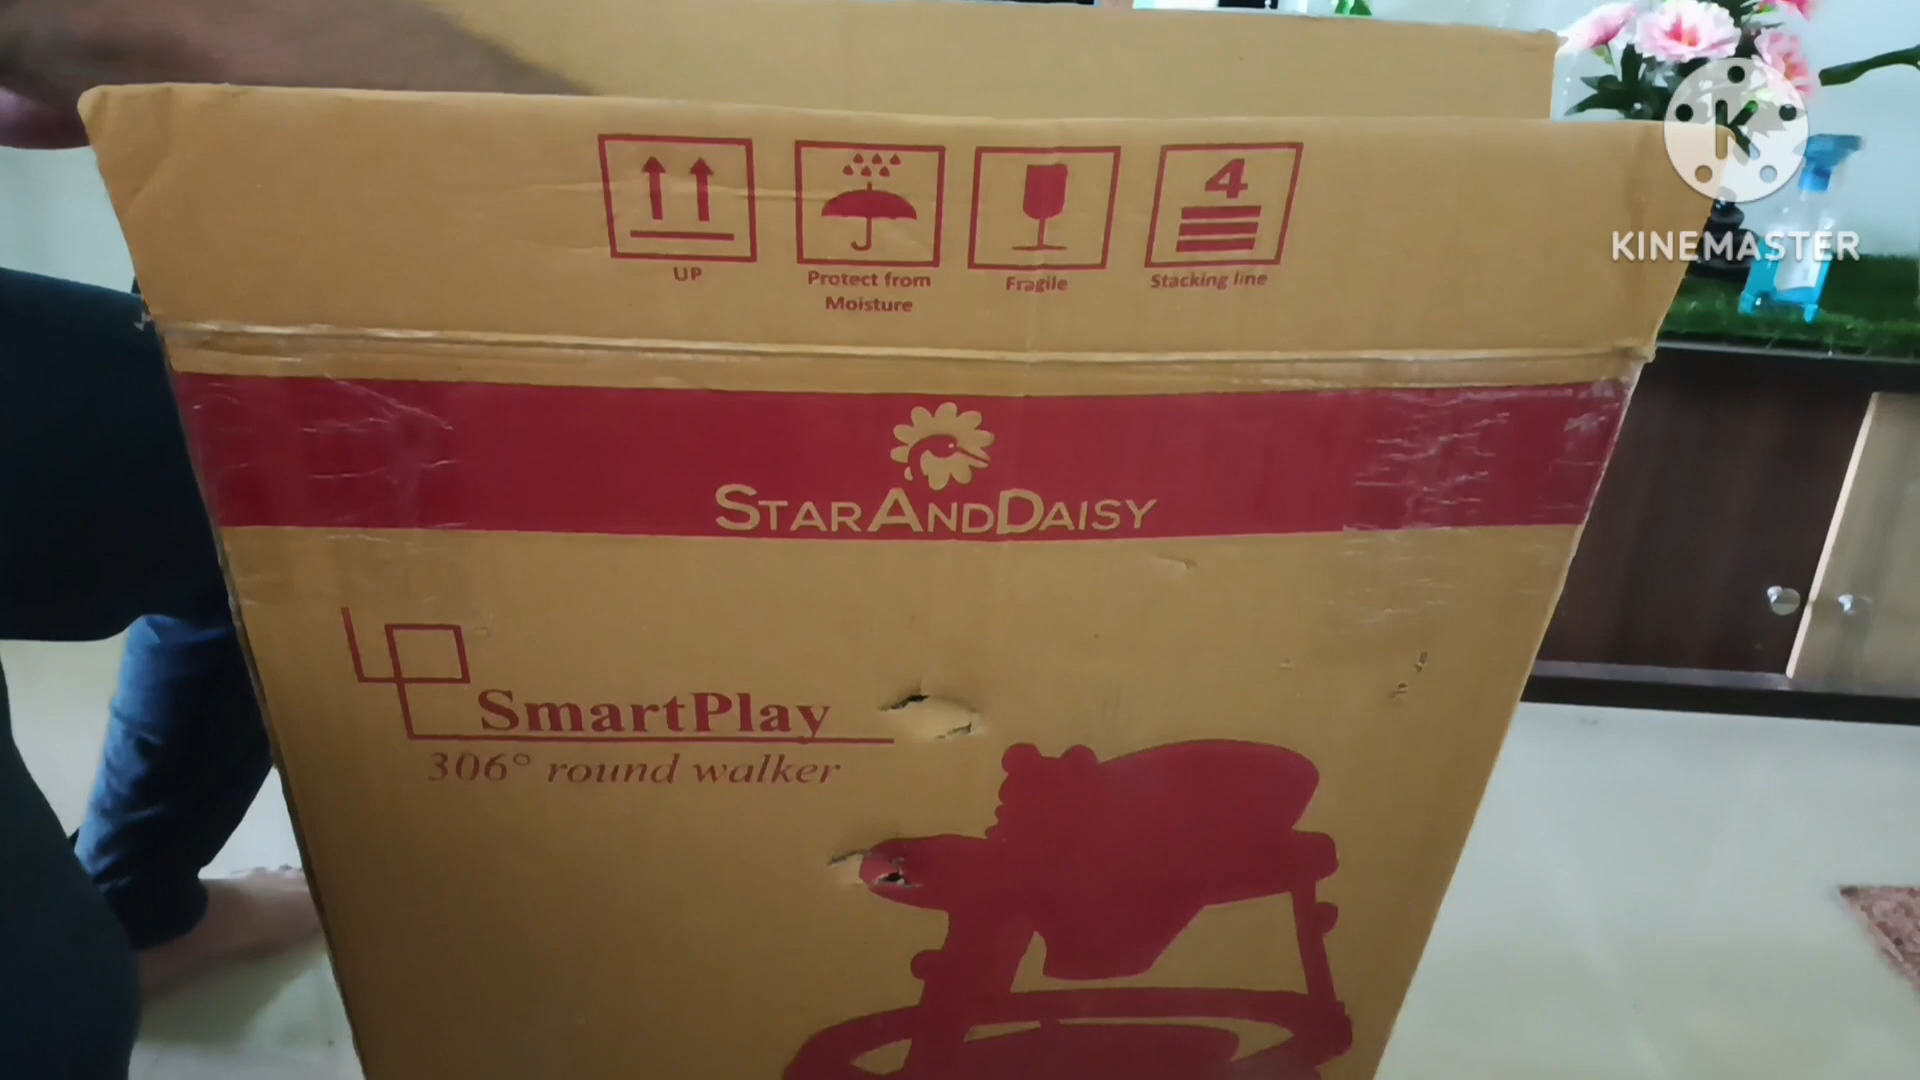 4
UP
Protect from
Moisture
Fragile
Stacking line
K
KINEMASTER
STARANDDAISY
SmartPlay
306° round walker